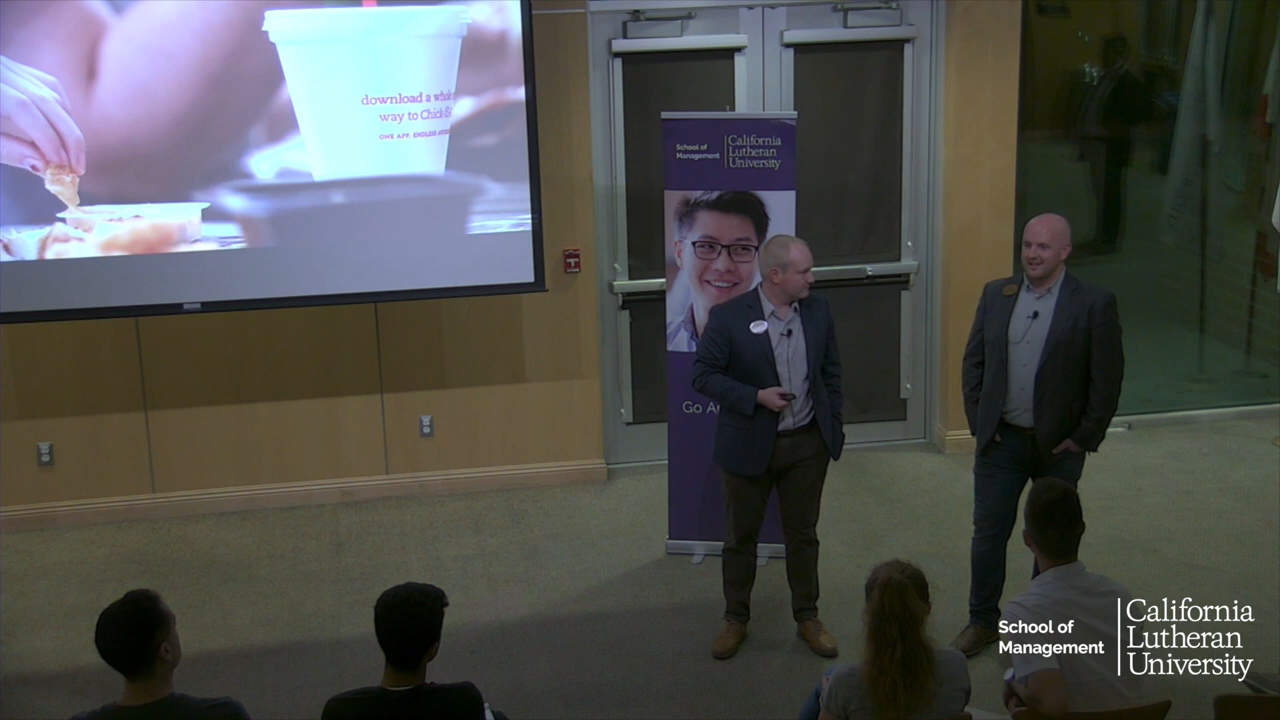 download a whole
way to Chick-fil
ONE APP. ENDLESS
School of
Management
California
Lutheran
University
Go
School of
Management
California
Lutheran
University